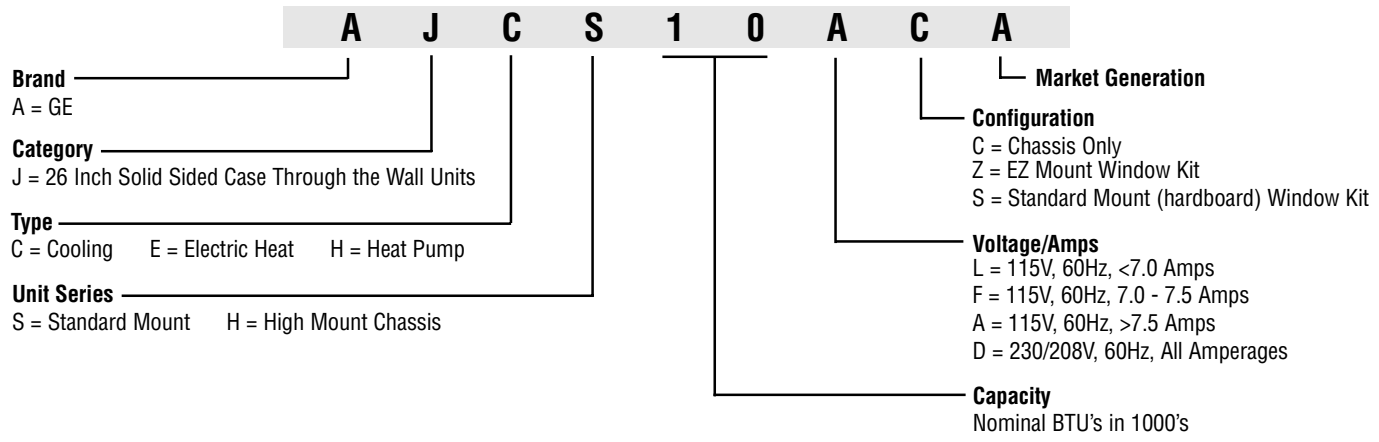 A J C S 1 0 A C A
Brand
A = GE
Category
J = 26 Inch Solid Sided Case Through the Wall Units
Type
C = Cooling E = Electric Heat H = Heat Pump
Unit Series
S = Standard Mount H = High Mount Chassis
Market Generation
Configuration
C = Chassis Only
Z = EZ Mount Window Kit
S = Standard Mount (hardboard) Window Kit
Voltage/Amps
L = 115V, 60Hz, <7.0 Amps
F = 115V, 60Hz, 7.0 - 7.5 Amps
A = 115V, 60Hz, >7.5 Amps
D = 230/208V, 60Hz, All Amperages
Capacity
Nominal BTU's in 1000's